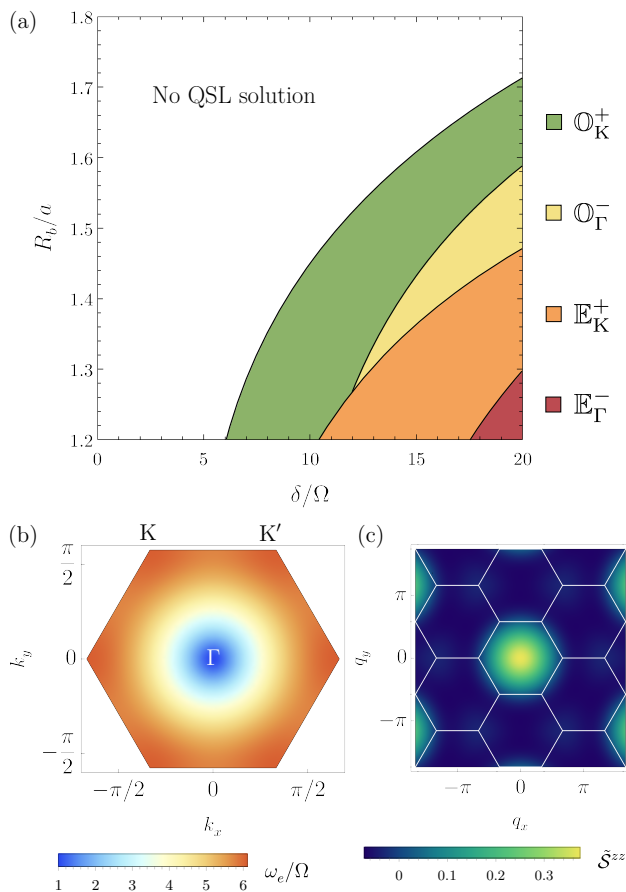 (a)
1.8
1.7
1.6
1.5
1.4
1.3
1.2
R_b/a
No QSL solution
0
5
10
15
20
δ/Ω
𝕆_K^+
𝕆_Γ^−
𝔼_K^+
𝔼_Γ^−
(b)
K
K′
π/2
0
−π/2
k_y
Γ
−π/2
0
π/2
k_x
1
2
3
4
5
6
ω_e/Ω
(c)
π
0
−π
q_y
−π
0
π
q_x
0
0.1
0.2
0.3
𝒮̃^{zz}